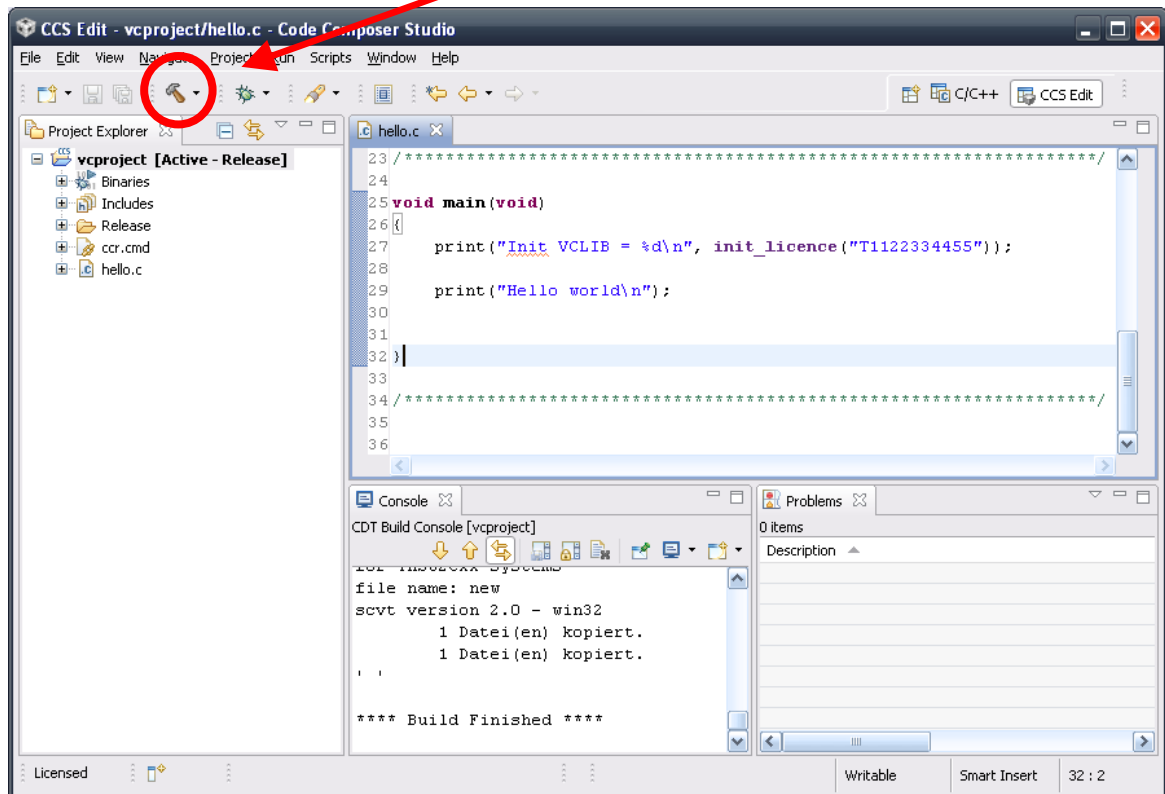 CCS Edit - vcproject/hello.c - Code Composer Studio
File Edit View Navigate Project Run Scripts Window Help
C/C++ CCS Edit
Project Explorer
vcproject [Active - Release]
Binaries
Includes
Release
ccr.cmd
hello.c
hello.c
23 /*******************************************************************/
24
25 void main(void)
26 {
27     print("Init VCLIB = %d\n", init_licence("T1122334455"));
28
29     print("Hello world\n");
30
31
32 }
33
34 /*******************************************************************/
35
36
Console
CDT Build Console [vcproject]
file name: new
scvt version 2.0 - win32
1 Datei(en) kopiert.
1 Datei(en) kopiert.
' '
**** Build Finished ****
Problems
0 items
Description
Licensed
Writable Smart Insert 32 : 2